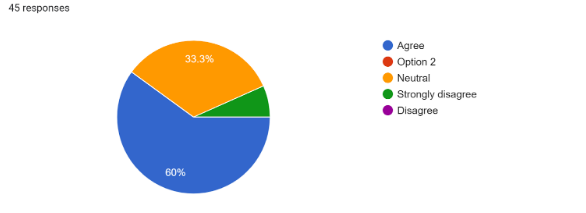 45 responses
33.3%
60%
Agree
Option 2
Neutral
Strongly disagree
Disagree